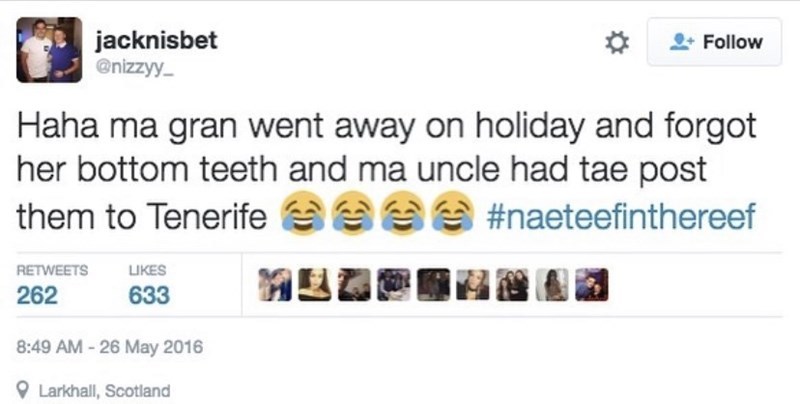 jacknisbet
@nizzyy_
Follow
Haha ma gran went away on holiday and forgot
her bottom teeth and ma uncle had tae post
them to Tenerife 😂😂😂😂 #naeteefinthereef
RETWEETS LIKES
262 633
8:49 AM - 26 May 2016
Larkhall, Scotland